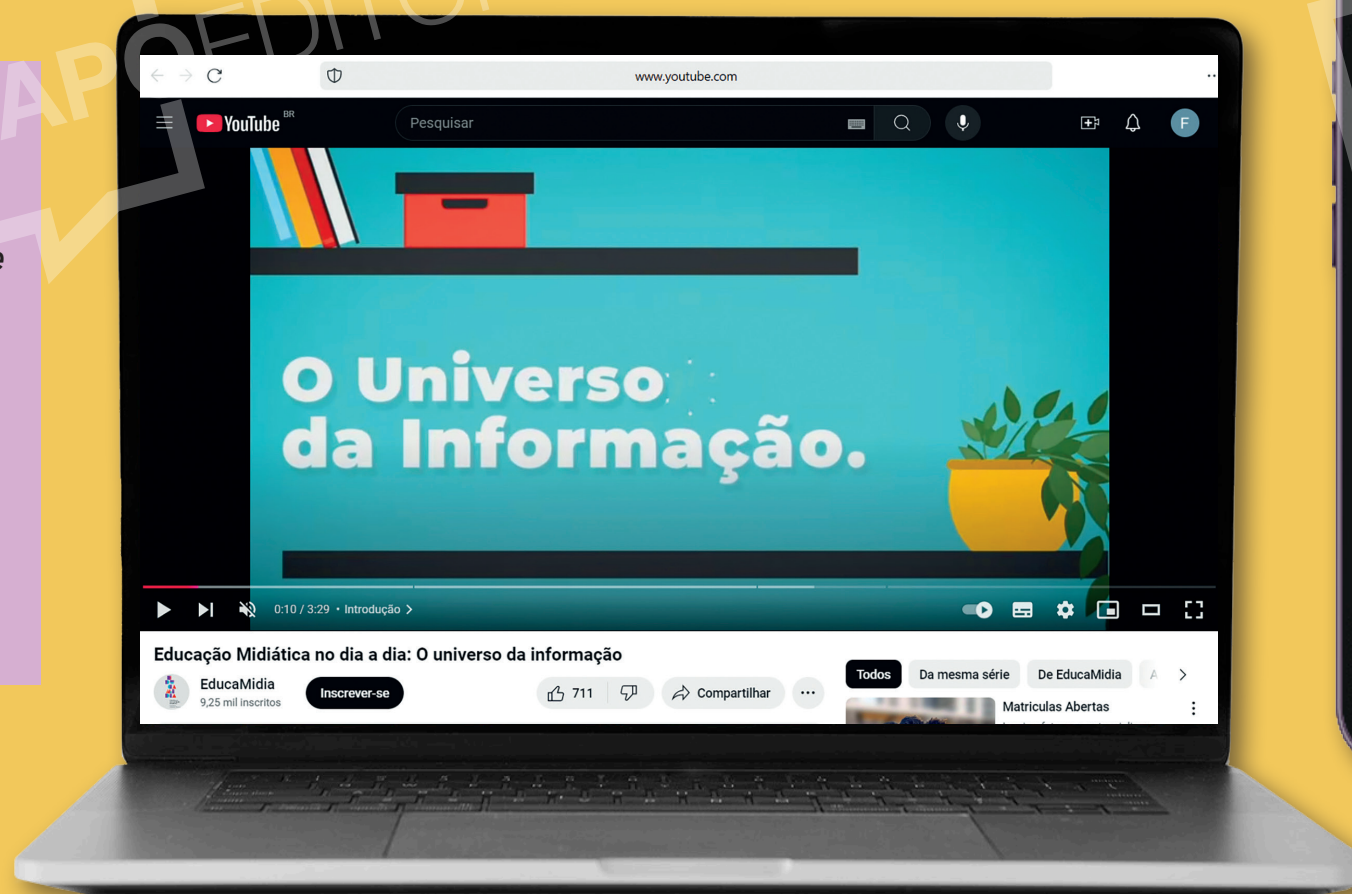 APOEDITOR
e
www.youtube.com
YouTube BR
Pesquisar
F
O Universo
da Informação.
0:10 / 3:29 • Introdução
Educação Midiática no dia a dia: O universo da informação
EducaMidia
9,25 mil inscritos
Inscrever-se
711
Compartilhar
Todos
Da mesma série
De EducaMidia
A
Matriculas Abertas